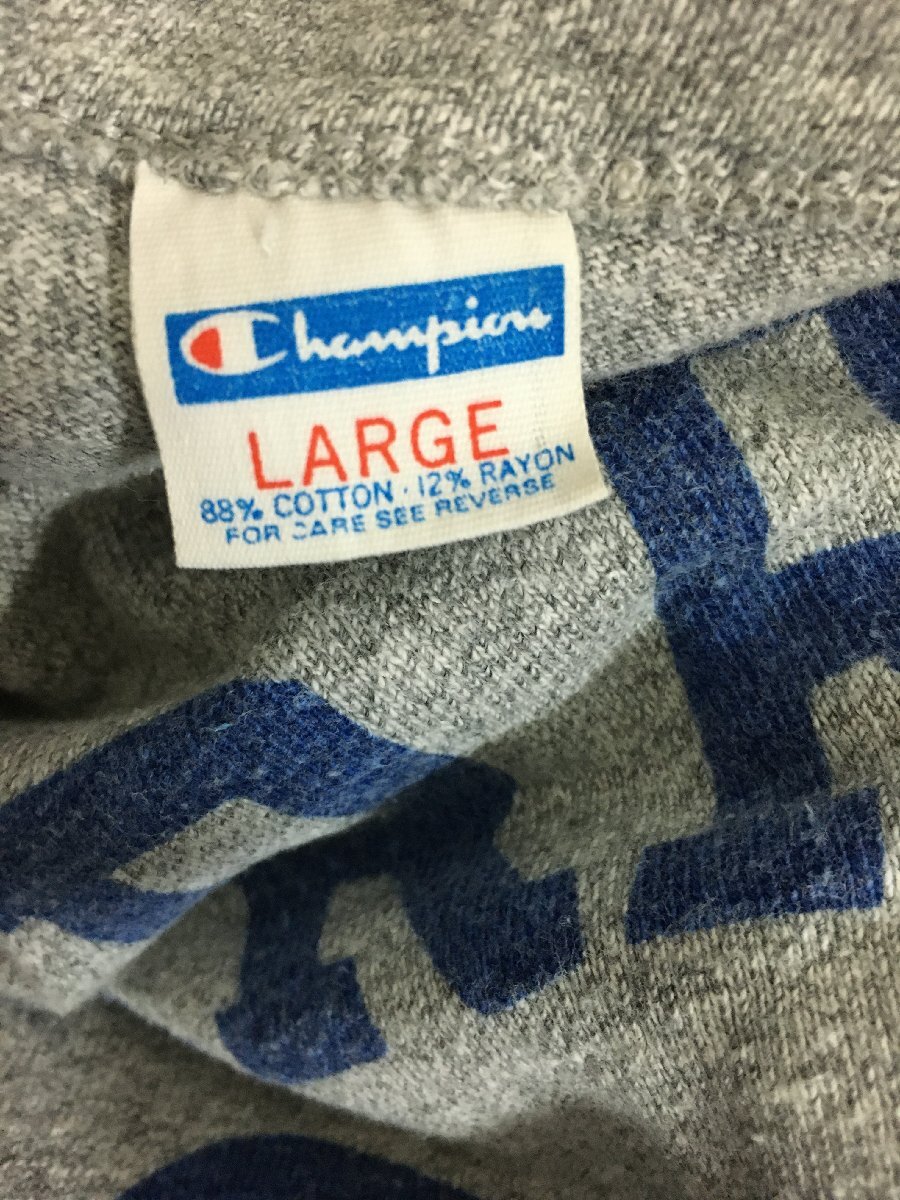 Champion
LARGE
88% COTTON · 12% RAYON
FOR CARE SEE REVERSE